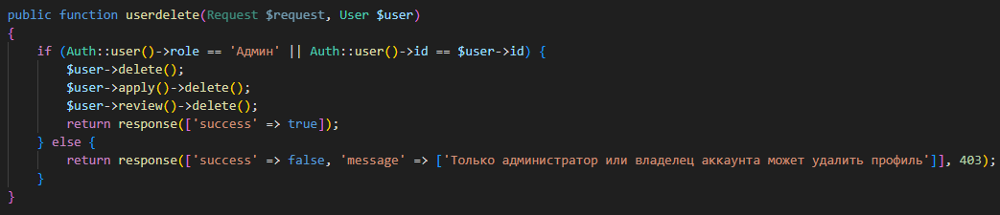 public function userdelete(Request $request, User $user)
{
    if (Auth::user()->role == 'Админ' || Auth::user()->id == $user->id) {
        $user->delete();
        $user->apply()->delete();
        $user->review()->delete();
        return response(['success' => true]);
    } else {
        return response(['success' => false, 'message' => ['Только администратор или владелец аккаунта может удалить профиль']], 403);
    }
}